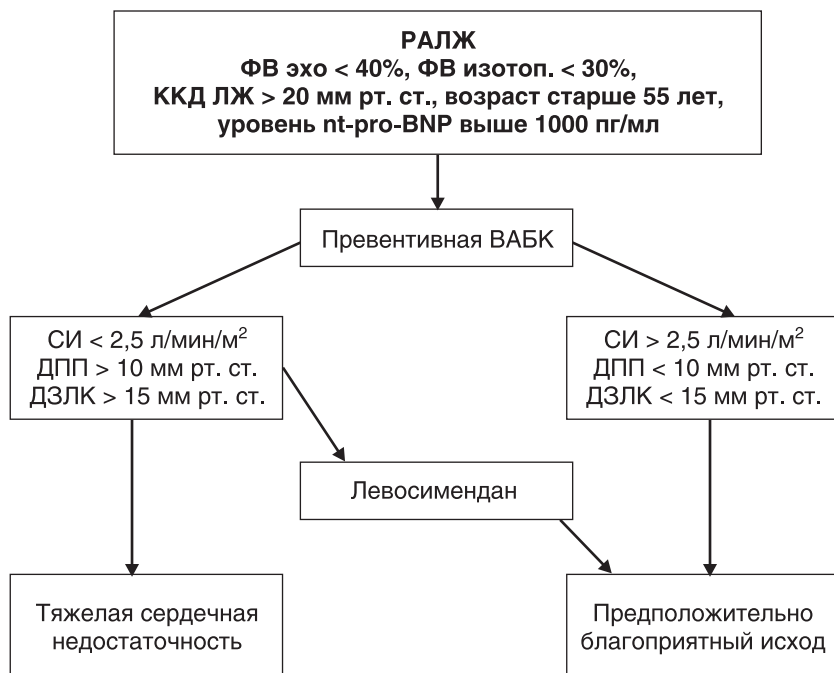 РАЛЖ
ФВ эхо < 40%, ФВ изотоп. < 30%,
ККД ЛЖ > 20 мм рт. ст., возраст старше 55 лет,
уровень nt-pro-BNP выше 1000 пг/мл
Превентивная ВАБК
СИ < 2,5 л/мин/м²
ДПП > 10 мм рт. ст.
ДЗЛК > 15 мм рт. ст.
СИ > 2,5 л/мин/м²
ДПП < 10 мм рт. ст.
ДЗЛК < 15 мм рт. ст.
Левосимендан
Тяжелая сердечная
недостаточность
Предположительно
благоприятный исход